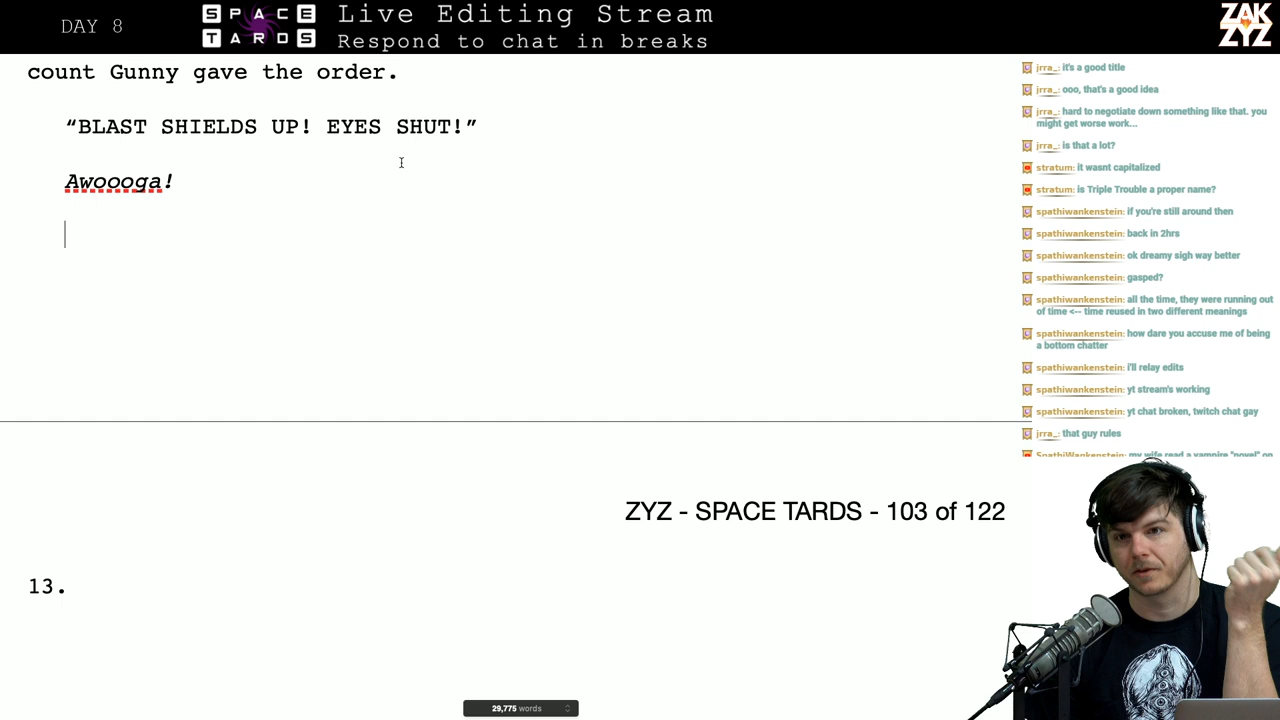 DAY 8
SPACE
TARDS
Live Editing Stream
Respond to chat in breaks
ZAK
ZYZ
count Gunny gave the order.
“BLAST SHIELDS UP! EYES SHUT!”
Awoooga!
ZYZ - SPACE TARDS - 103 of 122
13.
29,775 words
jrra_: it's a good title
jrra_: ooo, that's a good idea
jrra_: hard to negotiate down something like that. you
might get worse work...
jrra_: is that a lot?
stratum: it wasnt capitalized
stratum: is Triple Trouble a proper name?
spathiwankenstein: if you're still around then
spathiwankenstein: back in 2hrs
spathiwankenstein: ok dreamy sigh way better
spathiwankenstein: gasped?
spathiwankenstein: all the time, they were running out
of time <-- time reused in two different meanings
spathiwankenstein: how dare you accuse me of being
a bottom chatter
spathiwankenstein: i'll relay edits
spathiwankenstein: yt stream's working
spathiwankenstein: yt chat broken, twitch chat gay
jrra_: that guy rules
SpathiWankenstein: my wife read a vampire "novel" on